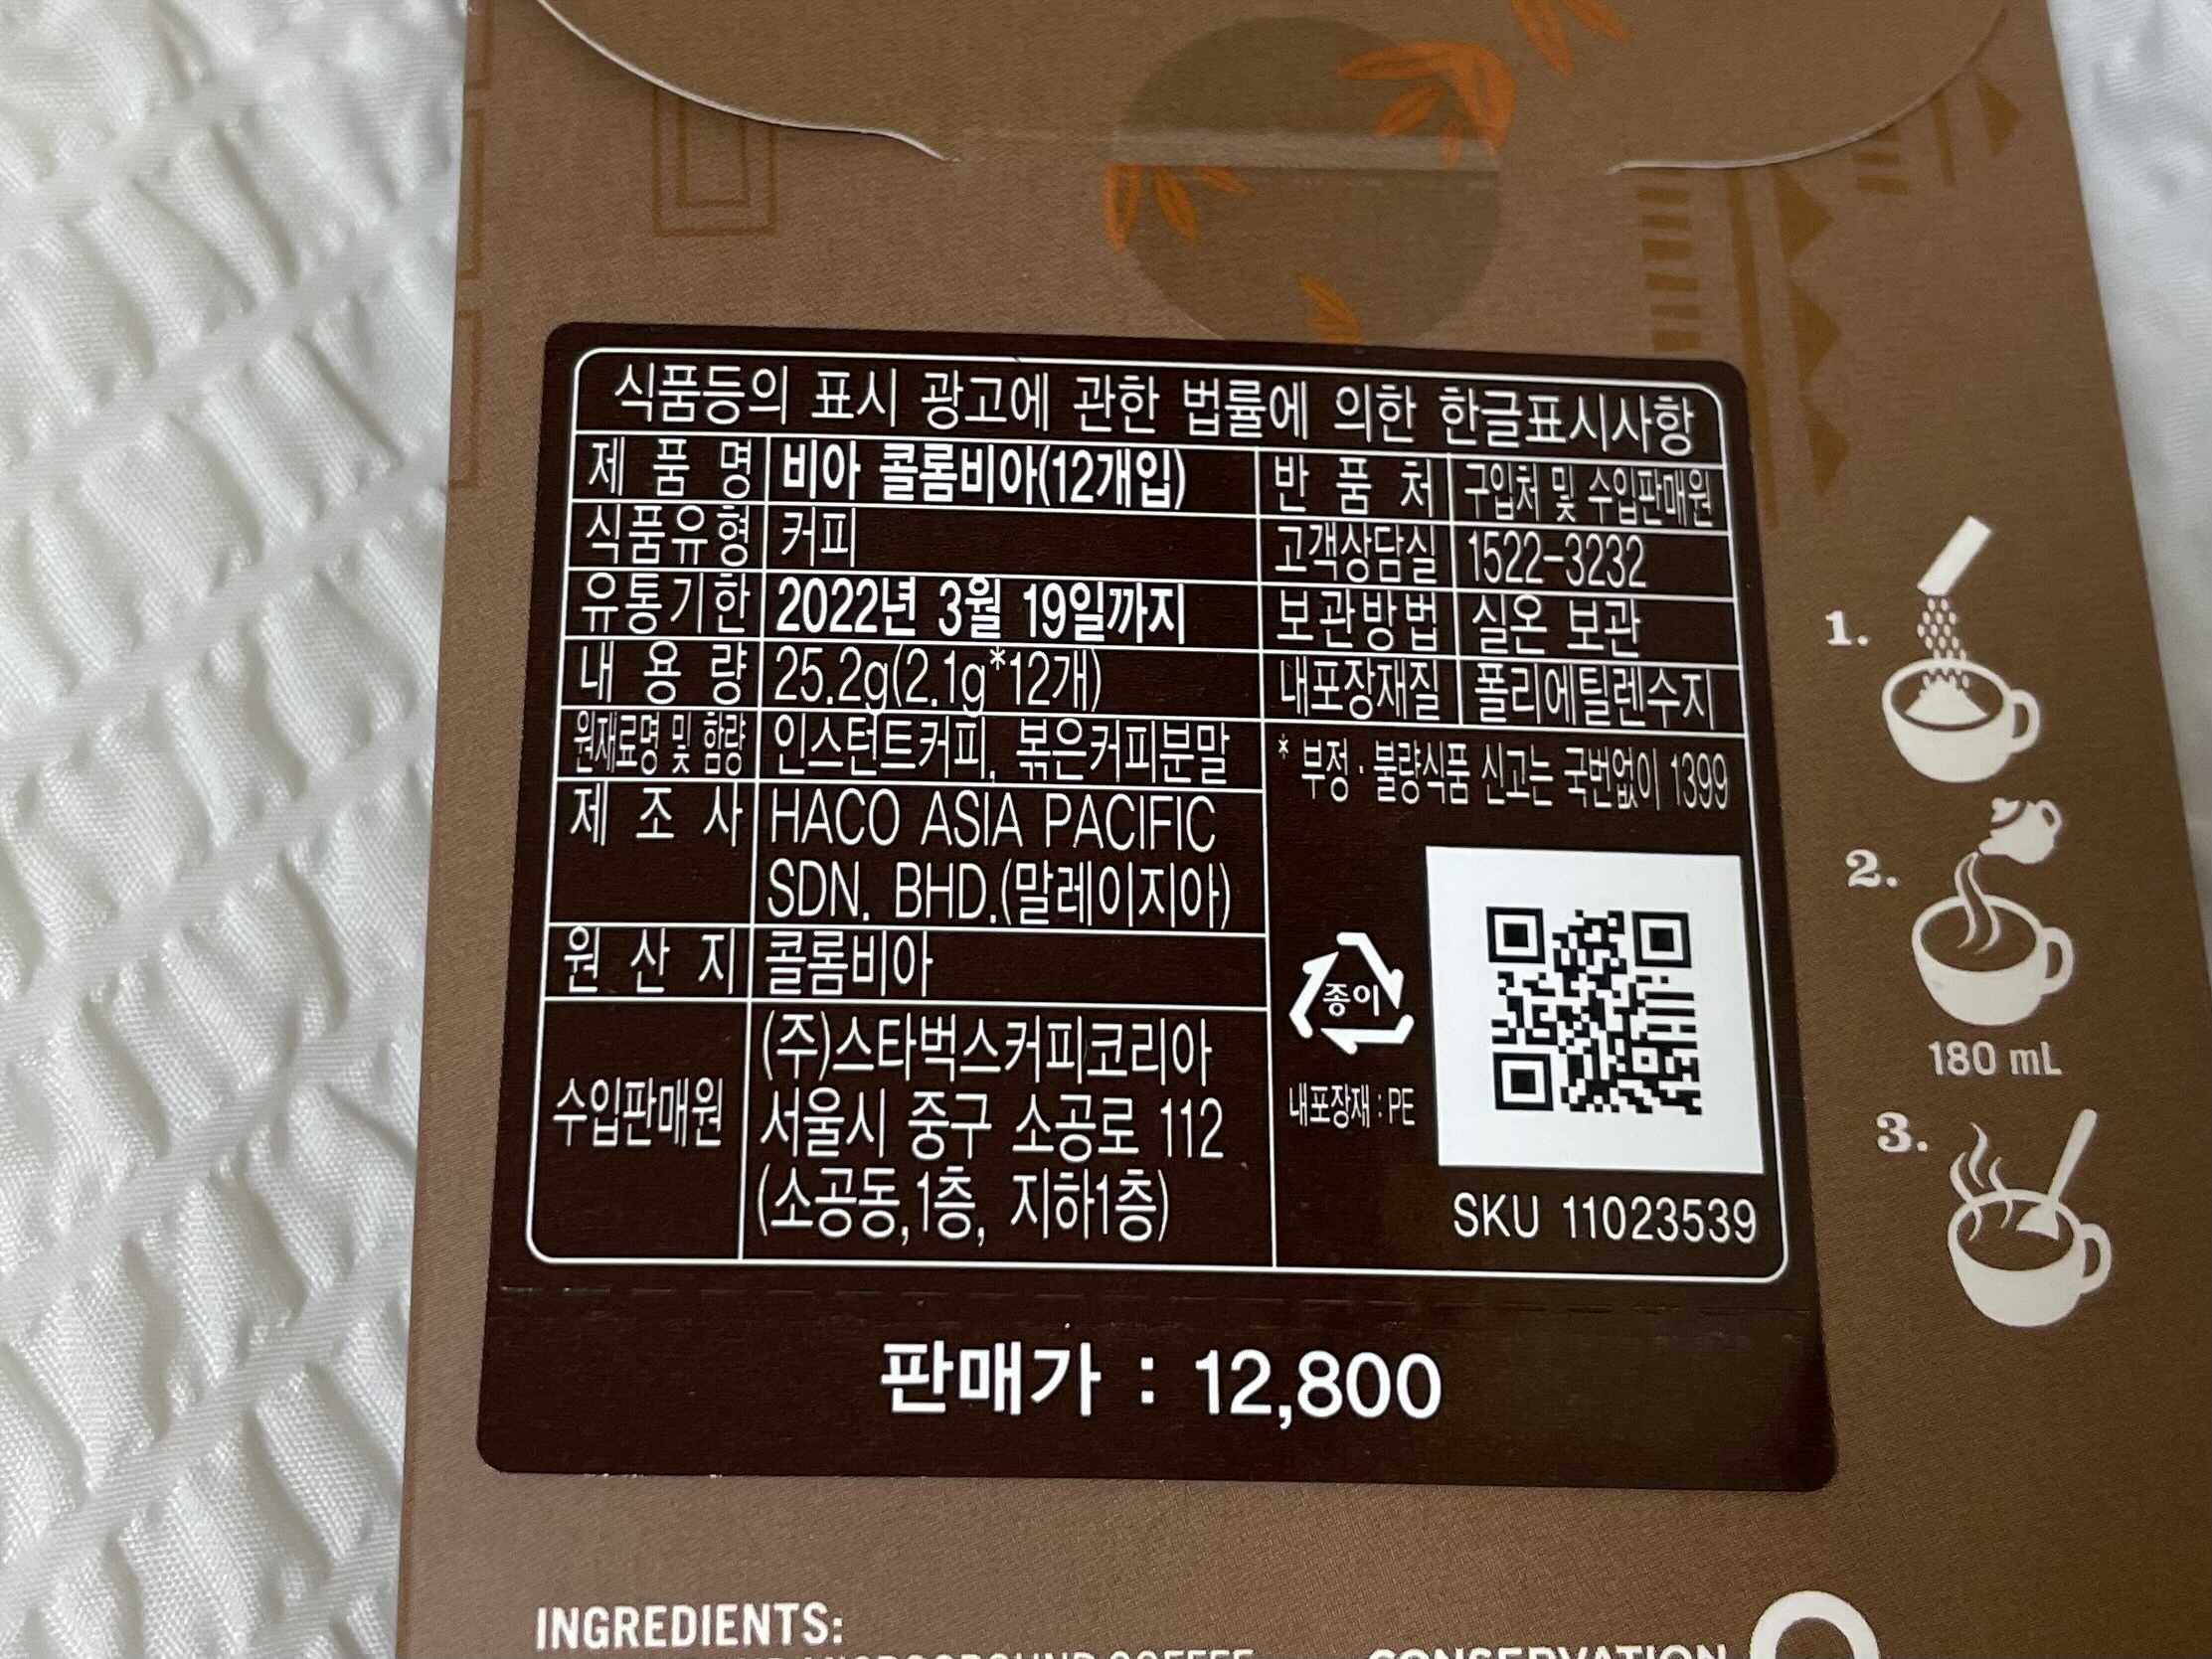 식품등의 표시 광고에 관한 법률에 의한 한글표시사항
제 품 명 비아 콜롬비아(12개입)
식품유형 커피
유통기한 2022년 3월 19일까지
내 용 량 25.2g(2.1g*12개)
원재료명 및 함량 인스턴트커피, 볶은커피분말
제 조 사 HACO ASIA PACIFIC
SDN. BHD.(말레이지아)
원 산 지 콜롬비아
수입판매원 (주)스타벅스커피코리아
서울시 중구 소공로 112
(소공동,1층, 지하1층)
반 품 처 구입처 및 수입판매원
고객상담실 1522-3232
보관방법 실온 보관
내포장재질 폴리에틸렌수지
* 부정·불량식품 신고는 국번없이 1399
종이
내포장재 : PE
SKU 11023539
판매가 : 12,800
1.
2.
180 mL
3.
INGREDIENTS:
MICROGROUND COFFEE
CONSERVATION